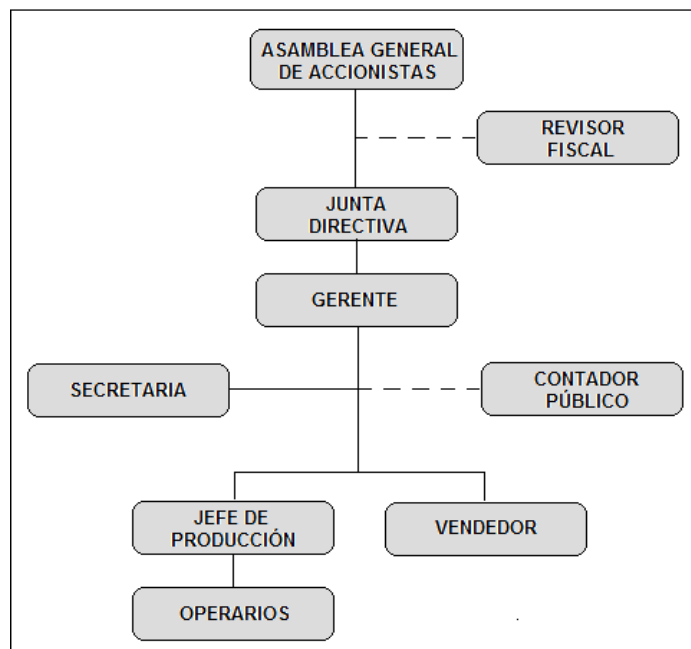 ASAMBLEA GENERAL
DE ACCIONISTAS
REVISOR
FISCAL
JUNTA
DIRECTIVA
GERENTE
SECRETARIA
CONTADOR
PÚBLICO
JEFE DE
PRODUCCIÓN
VENDEDOR
OPERARIOS